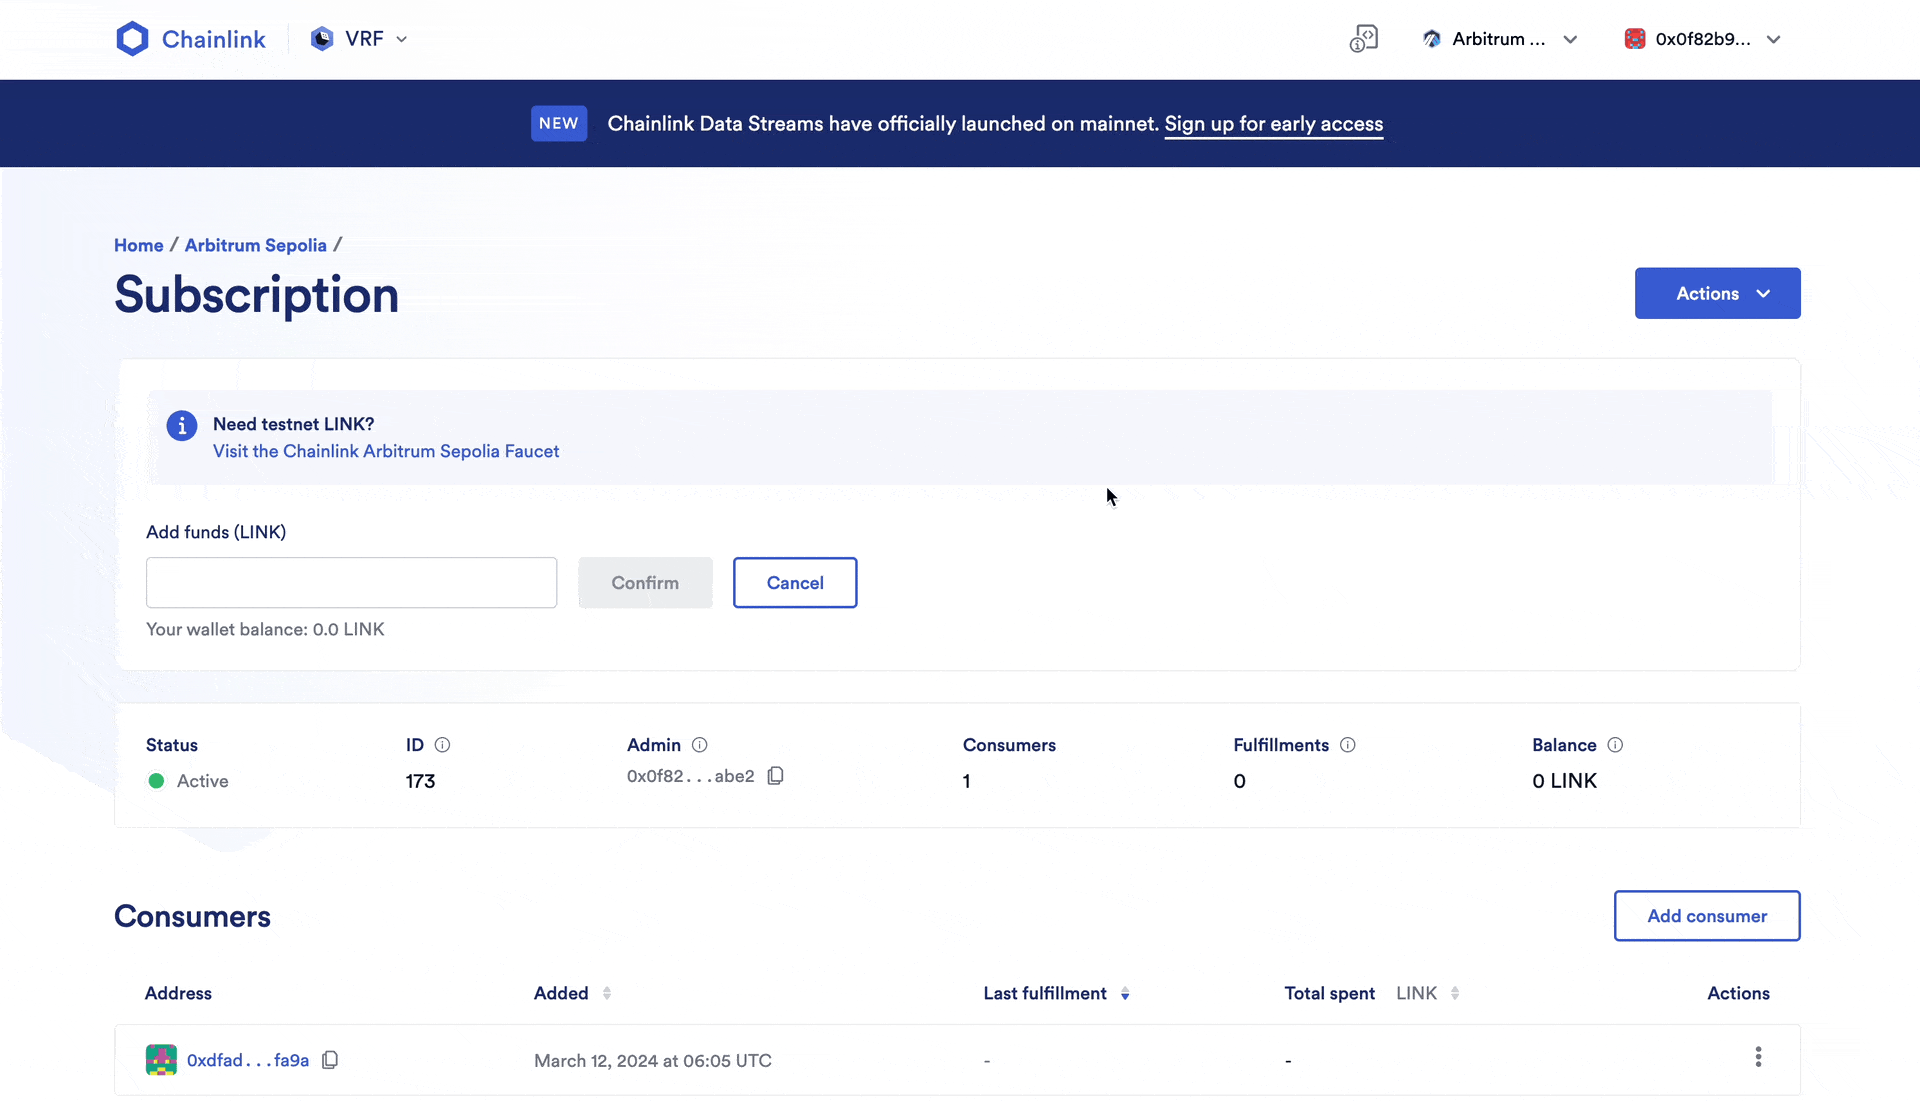 Chainlink VRF Arbitrum ... 0x0f82b9...
NEW Chainlink Data Streams have officially launched on mainnet. Sign up for early access
Home / Arbitrum Sepolia /
Subscription
Actions
Need testnet LINK?
Visit the Chainlink Arbitrum Sepolia Faucet
Add funds (LINK)
Confirm Cancel
Your wallet balance: 0.0 LINK
Status ID Admin Consumers Fulfillments Balance
Active 173 0x0f82...abe2 1 0 0 LINK
Consumers Add consumer
Address Added Last fulfillment Total spent LINK Actions
0xdfad...fa9a March 12, 2024 at 06:05 UTC - -